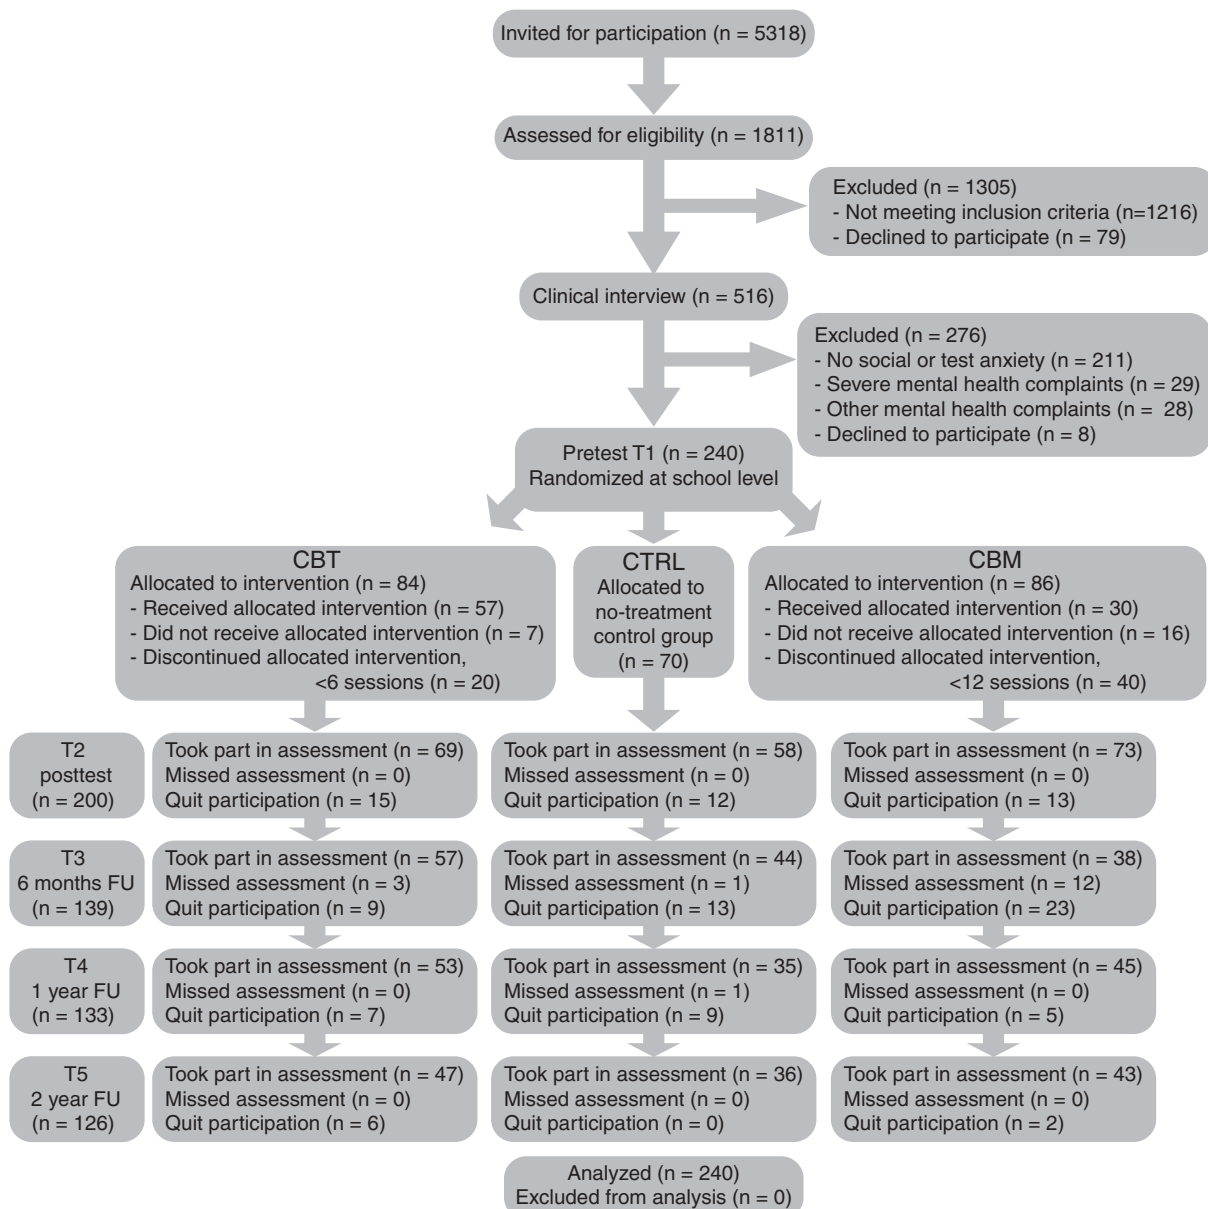 Invited for participation (n = 5318)
Assessed for eligibility (n = 1811)
Excluded (n = 1305)
- Not meeting inclusion criteria (n=1216)
- Declined to participate (n = 79)
Clinical interview (n = 516)
Excluded (n = 276)
- No social or test anxiety (n = 211)
- Severe mental health complaints (n = 29)
- Other mental health complaints (n = 28)
- Declined to participate (n = 8)
Pretest T1 (n = 240)
Randomized at school level
CBT
Allocated to intervention (n = 84)
- Received allocated intervention (n = 57)
- Did not receive allocated intervention (n = 7)
- Discontinued allocated intervention,
<6 sessions (n = 20)
CTRL
Allocated to
no-treatment
control group
(n = 70)
CBM
Allocated to intervention (n = 86)
- Received allocated intervention (n = 30)
- Did not receive allocated intervention (n = 16)
- Discontinued allocated intervention,
<12 sessions (n = 40)
T2
posttest
(n = 200)
Took part in assessment (n = 69)
Missed assessment (n = 0)
Quit participation (n = 15)
Took part in assessment (n = 58)
Missed assessment (n = 0)
Quit participation (n = 12)
Took part in assessment (n = 73)
Missed assessment (n = 0)
Quit participation (n = 13)
T3
6 months FU
(n = 139)
Took part in assessment (n = 57)
Missed assessment (n = 3)
Quit participation (n = 9)
Took part in assessment (n = 44)
Missed assessment (n = 1)
Quit participation (n = 13)
Took part in assessment (n = 38)
Missed assessment (n = 12)
Quit participation (n = 23)
T4
1 year FU
(n = 133)
Took part in assessment (n = 53)
Missed assessment (n = 0)
Quit participation (n = 7)
Took part in assessment (n = 35)
Missed assessment (n = 1)
Quit participation (n = 9)
Took part in assessment (n = 45)
Missed assessment (n = 0)
Quit participation (n = 5)
T5
2 year FU
(n = 126)
Took part in assessment (n = 47)
Missed assessment (n = 0)
Quit participation (n = 6)
Took part in assessment (n = 36)
Missed assessment (n = 0)
Quit participation (n = 0)
Took part in assessment (n = 43)
Missed assessment (n = 0)
Quit participation (n = 2)
Analyzed (n = 240)
Excluded from analysis (n = 0)